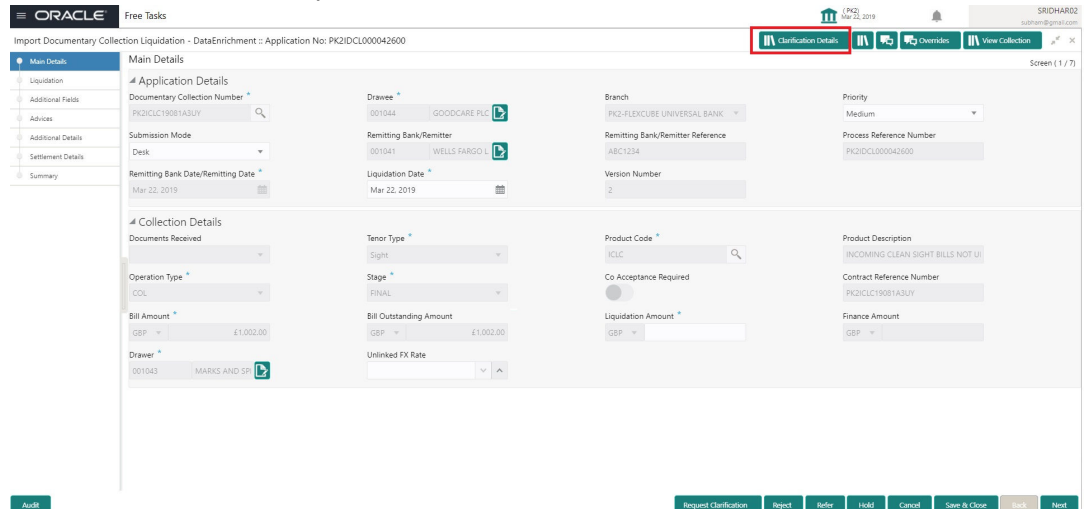 ORACLE
Free Tasks
(PK2)
Mar 22, 2019
SRIDHAR02
subham@gmail.com
Import Documentary Collection Liquidation - DataEnrichment :: Application No: PK2IDCL000042600
Clarification Details
Overrides
View Collection
Main Details
Liquidation
Additional Fields
Advices
Additional Details
Settlement Details
Summary
Main Details
Screen ( 1 / 7)
Application Details
Documentary Collection Number *
Drawee *
Branch
Priority
PK2ICLC19081A3UY
001044 GOODCARE PLC
PK2-FLEXCUBE UNIVERSAL BANK
Medium
Submission Mode
Remitting Bank/Remitter
Remitting Bank/Remitter Reference
Process Reference Number
Desk
001041 WELLS FARGO L
ABC1234
PK2IDCL000042600
Remitting Bank Date/Remitting Date *
Liquidation Date *
Version Number
Mar 22, 2019
Mar 22, 2019
2
Collection Details
Documents Received
Tenor Type *
Product Code *
Product Description
Sight
ICLC
INCOMING CLEAN SIGHT BILLS NOT U
Operation Type *
Stage *
Co Acceptance Required
Contract Reference Number
COL
FINAL
PK2ICLC19081A3UY
Bill Amount *
Bill Outstanding Amount
Liquidation Amount *
Finance Amount
GBP £1,002.00
GBP £1,002.00
GBP
GBP
Drawer *
Unlinked FX Rate
001043 MARKS AND SPI
Audit
Request Clarification
Reject
Refer
Hold
Cancel
Save & Close
Back
Next